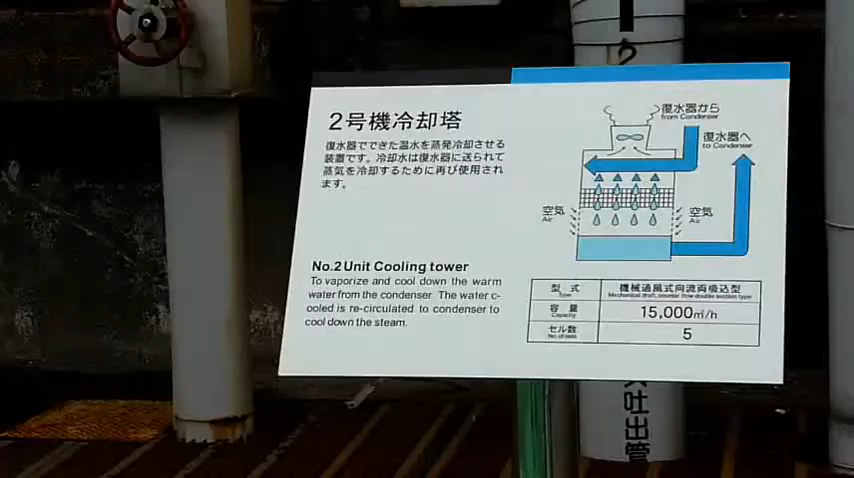 2号機冷却塔
復水器でできた温水を蒸発冷却させる
装置です。冷却水は復水器に送られて
蒸気を冷却するために再び使用され
ます。
No.2 Unit Cooling tower
To vaporize and cool down the warm
water from the condenser. The water c-
ooled is re-circulated to condenser to
cool down the steam.
復水器から
from Condenser
復水器へ
to Condenser
空気
Air
空気
Air
型式
Type
機械通風式向流両吸込型
Mechanical draft, counter flow double suction type
容量
Capacity
15,000㎥/h
セル数
No. of cells
5
2
吐出管